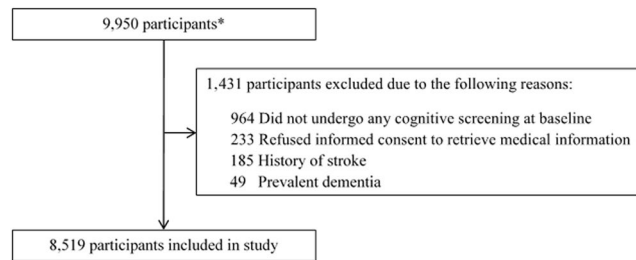 9,950 participants*
1,431 participants excluded due to the following reasons:
964 Did not undergo any cognitive screening at baseline
233 Refused informed consent to retrieve medical information
185 History of stroke
49 Prevalent dementia
8,519 participants included in study